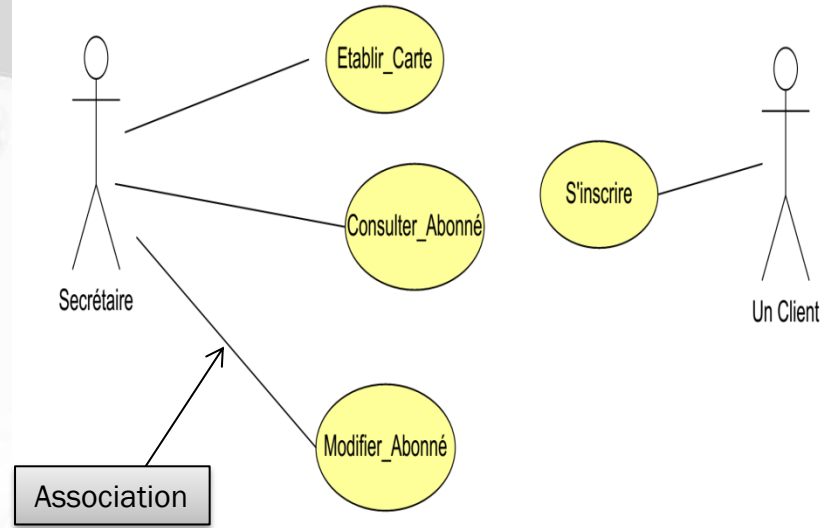 Etablir_Carte
S'inscrire
Consulter_Abonné
Secrétaire
Un Client
Modifier_Abonné
Association